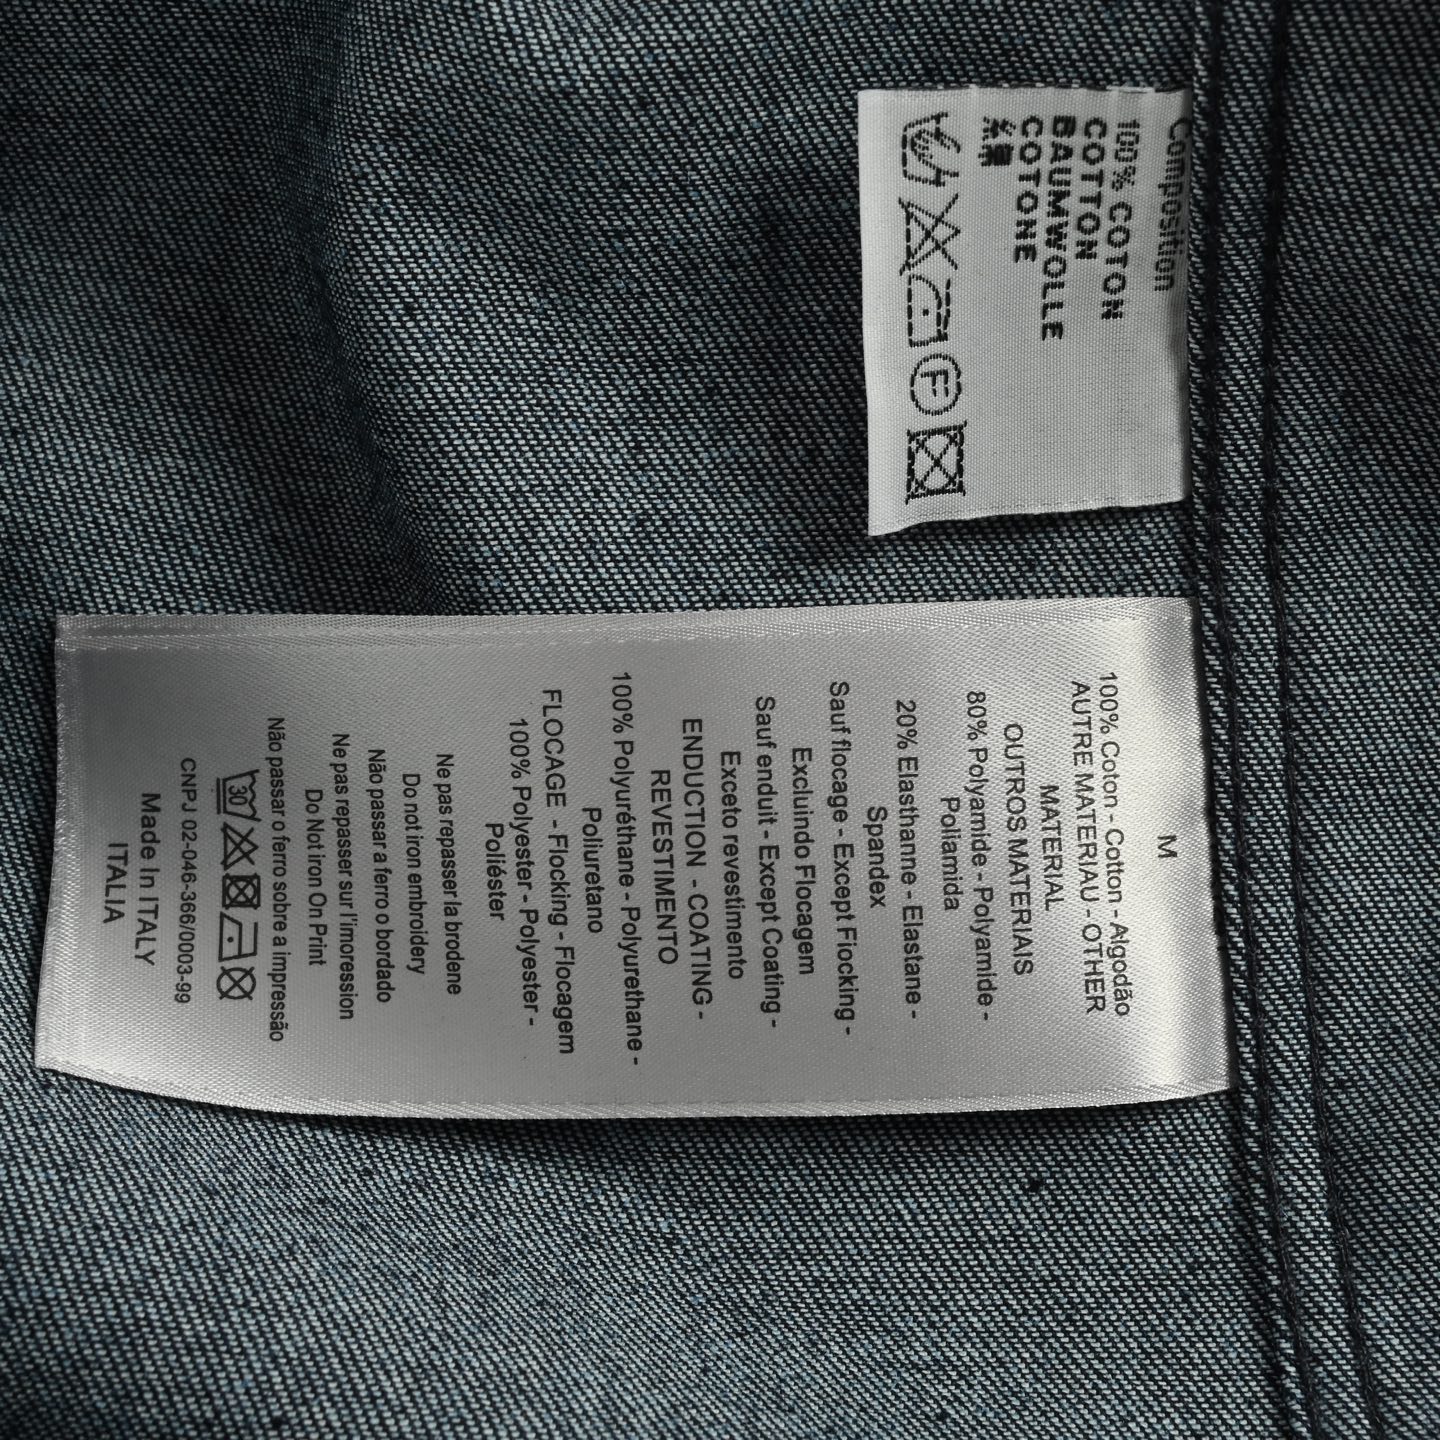 Composition
100% COTON
COTTON
BAUMWOLLE
COTONE
F
M
100% Coton - Cotton - Algodão
AUTRE MATERIAU - OTHER
MATERIAL
OUTROS MATERIAIS
80% Polyamide - Polyamide -
Poliamida
20% Elasthanne - Elastane -
Spandex
Sauf flocage - Except Fiocking -
Excluindo Flocagem
Sauf enduit - Except Coating -
Exceto revestimento
ENDUCTION - COATING -
REVESTIMENTO
100% Polyuréthane - Polyurethane -
Poliuretano
FLOCAGE - Flocking - Flocagem
100% Polyester - Polyester -
Poliéster
Ne pas repasser la brodene
Do not iron embroidery
Não passar a ferro o bordado
Ne pas repasser sur l'imoression
Do Not iron On Print
Não passar o ferro sobre a impressão
30
CNPJ 02-046-366/0003-99
Made In ITALY
ITALIA